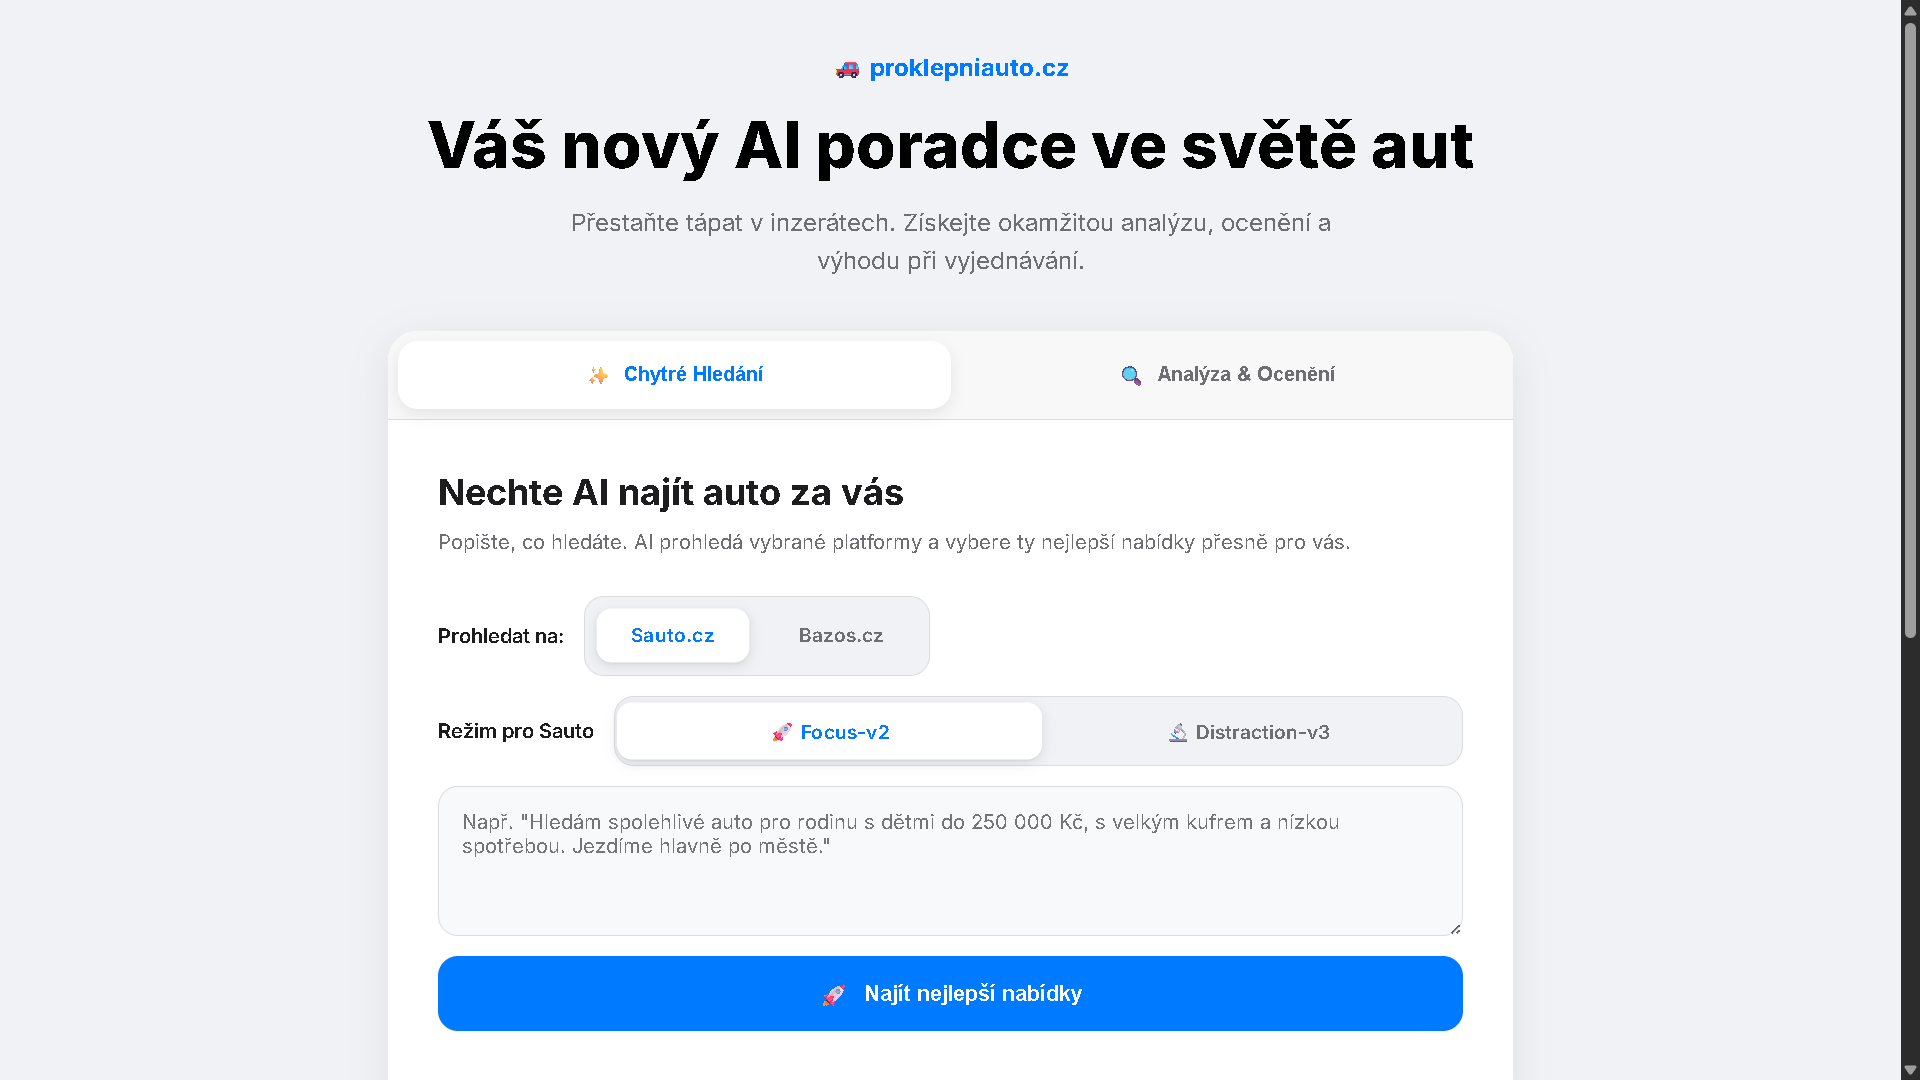 proklepniauto.cz
Váš nový AI poradce ve světě aut
Přestaňte tápat v inzerátech. Získejte okamžitou analýzu, ocenění a
výhodu při vyjednávání.
Chytré Hledání
Analýza & Ocenění
Nechte AI najít auto za vás
Popište, co hledáte. AI prohledá vybrané platformy a vybere ty nejlepší nabídky přesně pro vás.
Prohledat na:
Sauto.cz
Bazos.cz
Režim pro Sauto
Focus-v2
Distraction-v3
Např. "Hledám spolehlivé auto pro rodinu s dětmi do 250 000 Kč, s velkým kufrem a nízkou
spotřebou. Jezdíme hlavně po městě."
Najít nejlepší nabídky